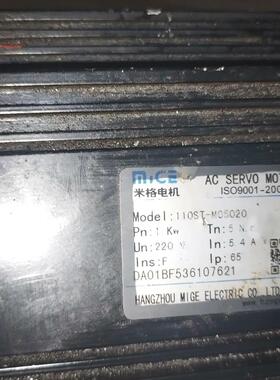 MiGE AC SERVO MO
米格电机 ISO9001-200
Model: 110ST-M05020
Pn: 1 Kw Tn: 5 N
Un: 220 In: 5.4 A
Ins: F Ip: 65
DA01BF536107621
HANGZHOU MIGE ELECTRIC CO. LTD